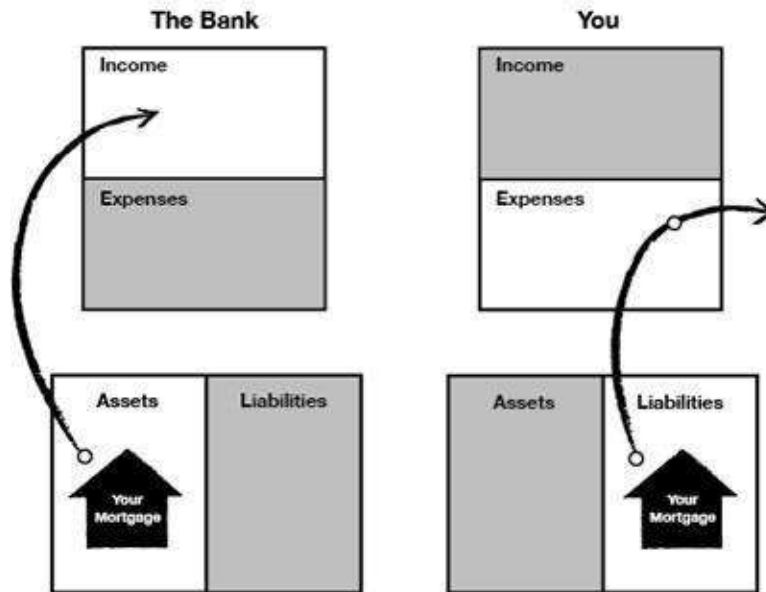 The Bank
Income
Expenses
Assets
Liabilities
Your
Mortgage
You
Income
Expenses
Assets
Liabilities
Your
Mortgage